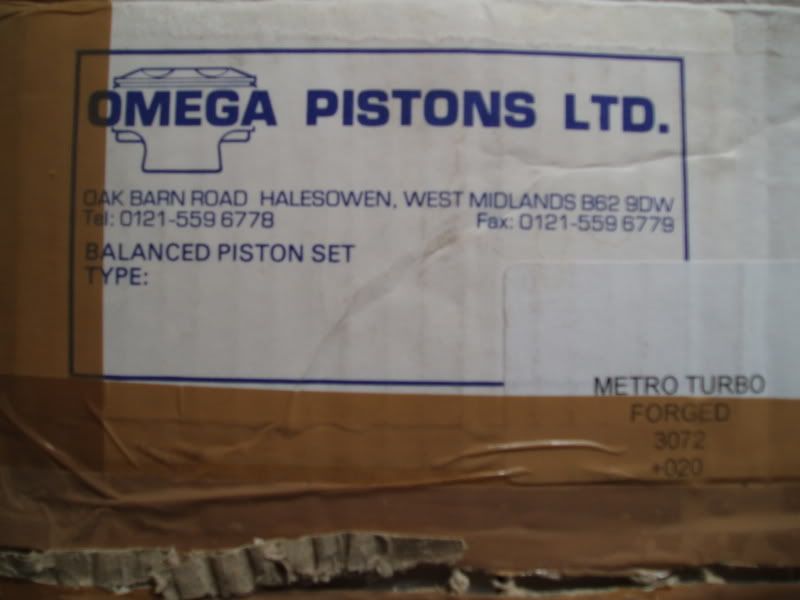 OMEGA PISTONS LTD.
OAK BARN ROAD HALESOWEN, WEST MIDLANDS B62 9DW
Tel: 0121-559 6778 Fax: 0121-559 6779
BALANCED PISTON SET
TYPE:
METRO TURBO
FORGED
3072
+020